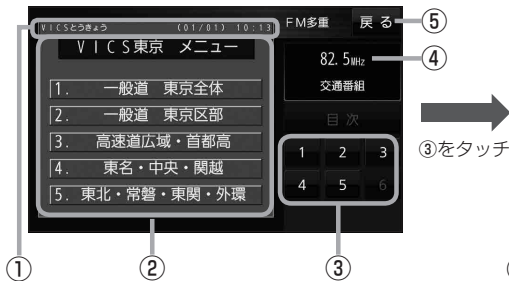 VICSとうきょう (01/01) 10:13 FM多重 戻る ⑤
VICS東京 メニュー
82.5MHz ④
交通番組
1. 一般道 東京全体
2. 一般道 東京区部
3. 高速道広域・首都高
4. 東名・中央・関越
5. 東北・常磐・東関・外環
目次
1 2 3
4 5 6
③をタッチ
① ② ③